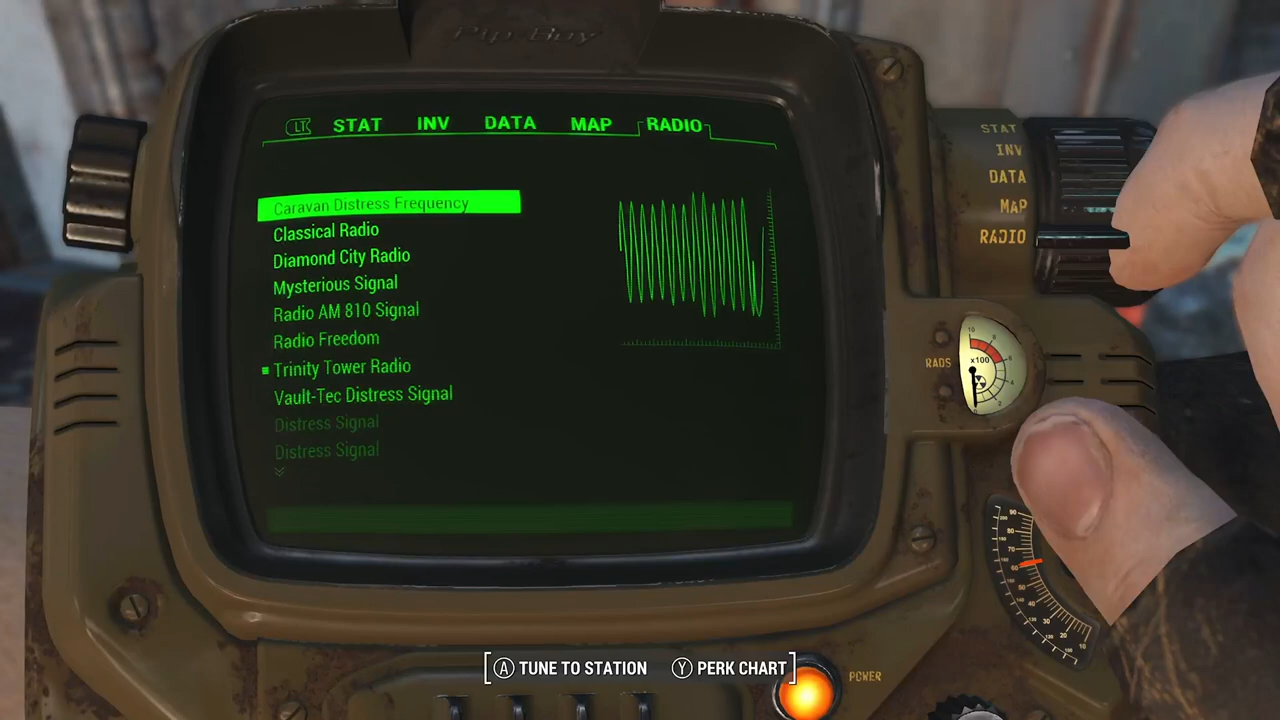 Pip-Boy
LT STAT INV DATA MAP RADIO
Caravan Distress Frequency
Classical Radio
Diamond City Radio
Mysterious Signal
Radio AM 810 Signal
Radio Freedom
Trinity Tower Radio
Vault-Tec Distress Signal
Distress Signal
Distress Signal
STAT
INV
DATA
MAP
RADIO
RADS
x100
A TUNE TO STATION Y PERK CHART
POWER